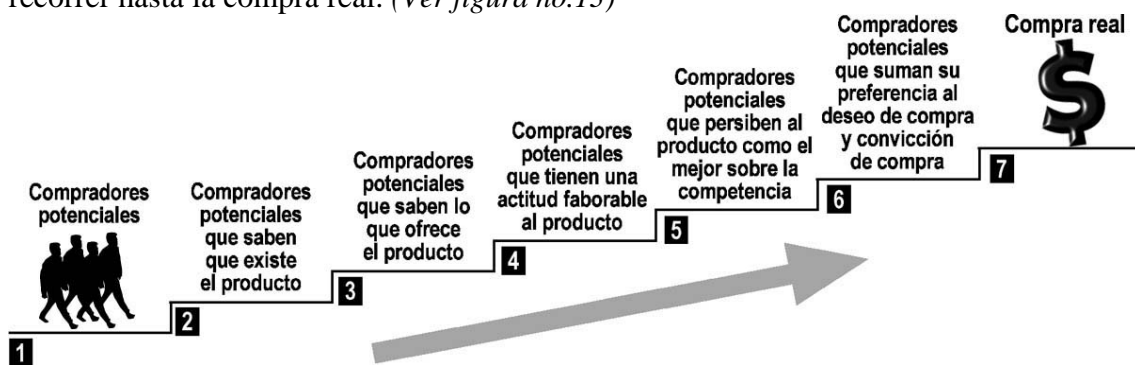 recorrer hasta la compra real. (Ver figura no.15)
Compradores
potenciales
1
Compradores
potenciales
que saben
que existe
el producto
2
Compradores
potenciales
que saben lo
que ofrece
el producto
3
Compradores
potenciales
que tienen una
actitud faborable
al producto
4
Compradores
potenciales
que persiben al
producto como el
mejor sobre la
competencia
5
Compradores
potenciales
que suman su
preferencia al
deseo de compra
y convicción
de compra
6
Compra real
$
7